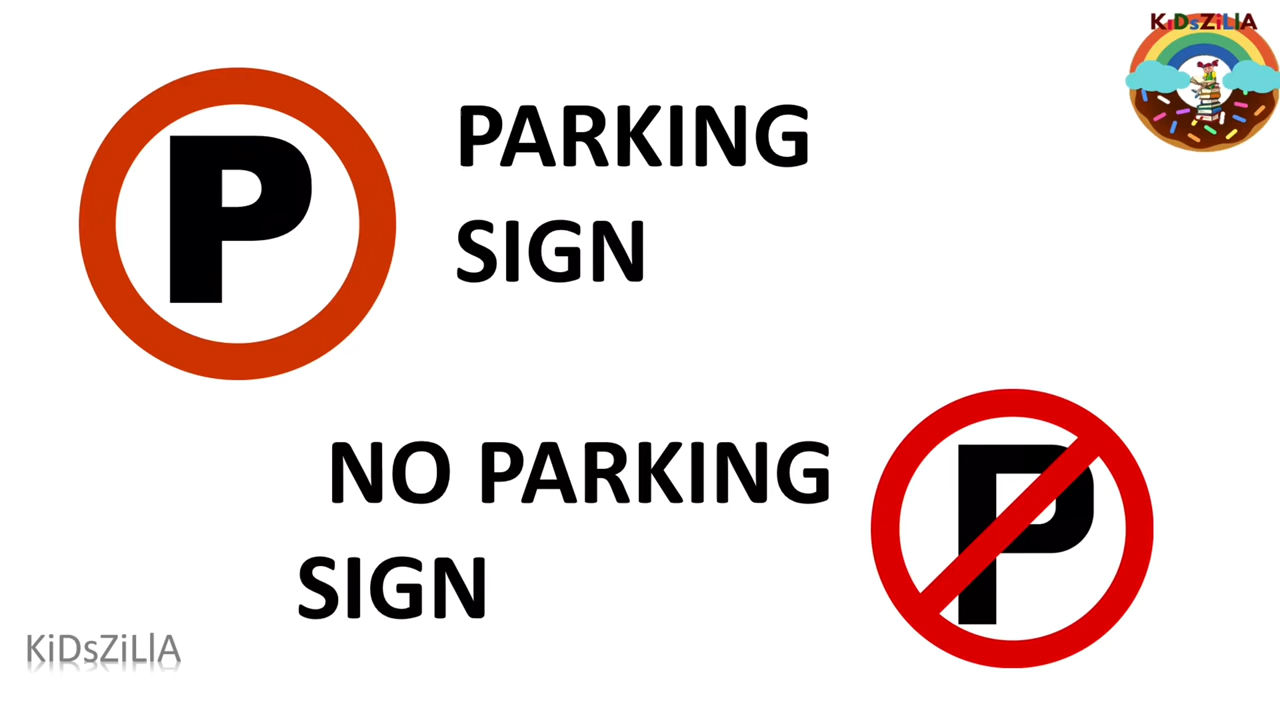 KiDsZiLlA
P
PARKING
SIGN
NO PARKING
SIGN
P
KiDsZiLlA